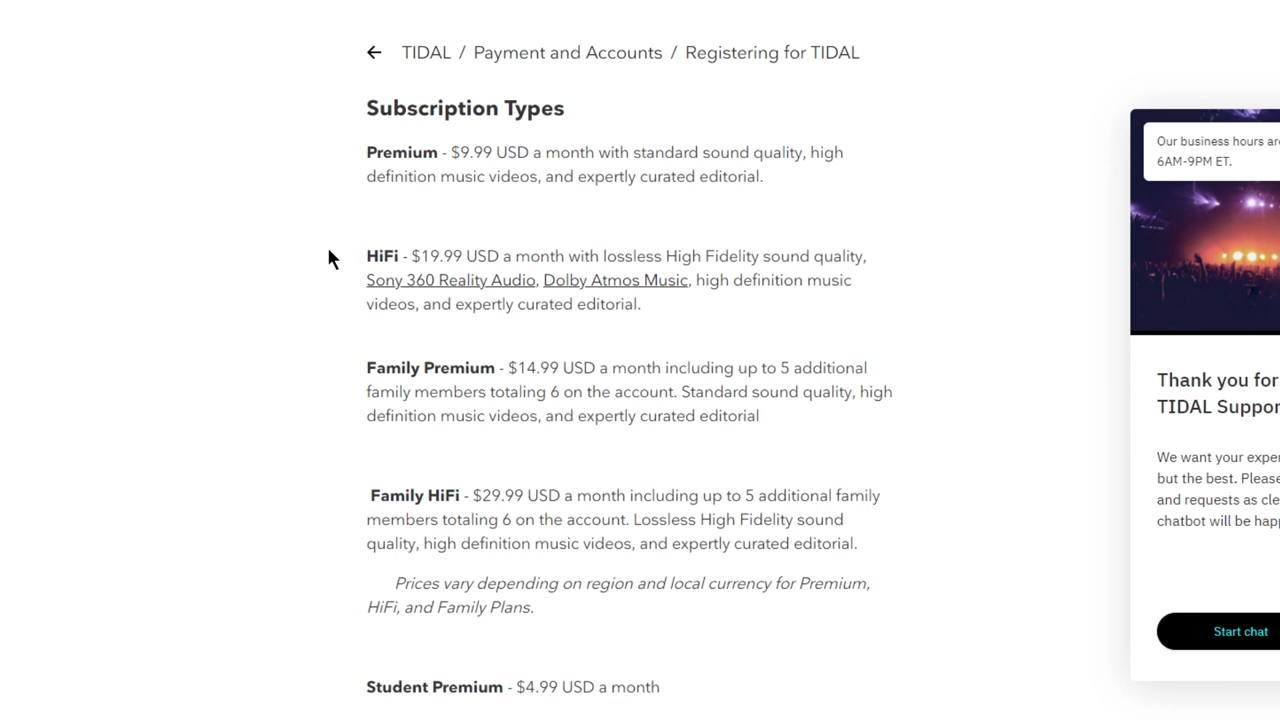 TIDAL / Payment and Accounts / Registering for TIDAL
Subscription Types
Premium - $9.99 USD a month with standard sound quality, high
definition music videos, and expertly curated editorial.
HiFi - $19.99 USD a month with lossless High Fidelity sound quality,
Sony 360 Reality Audio, Dolby Atmos Music, high definition music
videos, and expertly curated editorial.
Family Premium - $14.99 USD a month including up to 5 additional
family members totaling 6 on the account. Standard sound quality, high
definition music videos, and expertly curated editorial
Family HiFi - $29.99 USD a month including up to 5 additional family
members totaling 6 on the account. Lossless High Fidelity sound
quality, high definition music videos, and expertly curated editorial.
Prices vary depending on region and local currency for Premium,
HiFi, and Family Plans.
Student Premium - $4.99 USD a month
Our business hours are
6AM-9PM ET.
Thank you for
TIDAL Suppor
We want your exper
but the best. Please
and requests as cle
chatbot will be hap
Start chat